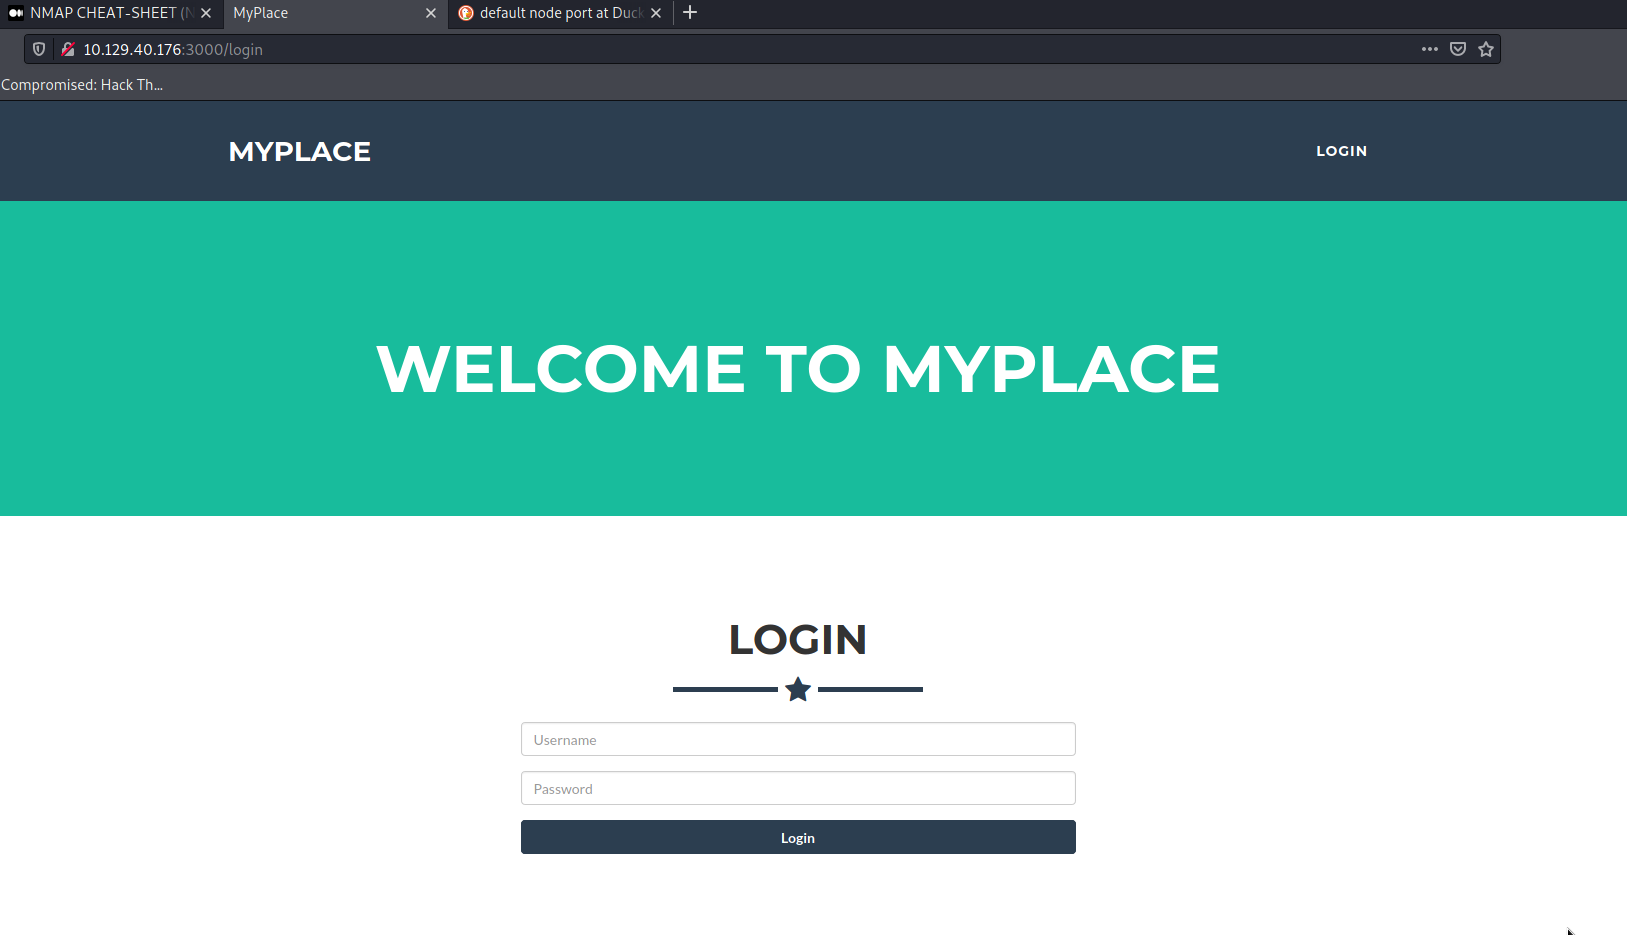 NMAP CHEAT-SHEET (N
MyPlace
default node port at Duck
10.129.40.176:3000/login
Compromised: Hack Th...
MYPLACE
LOGIN
WELCOME TO MYPLACE
LOGIN
Username
Password
Login